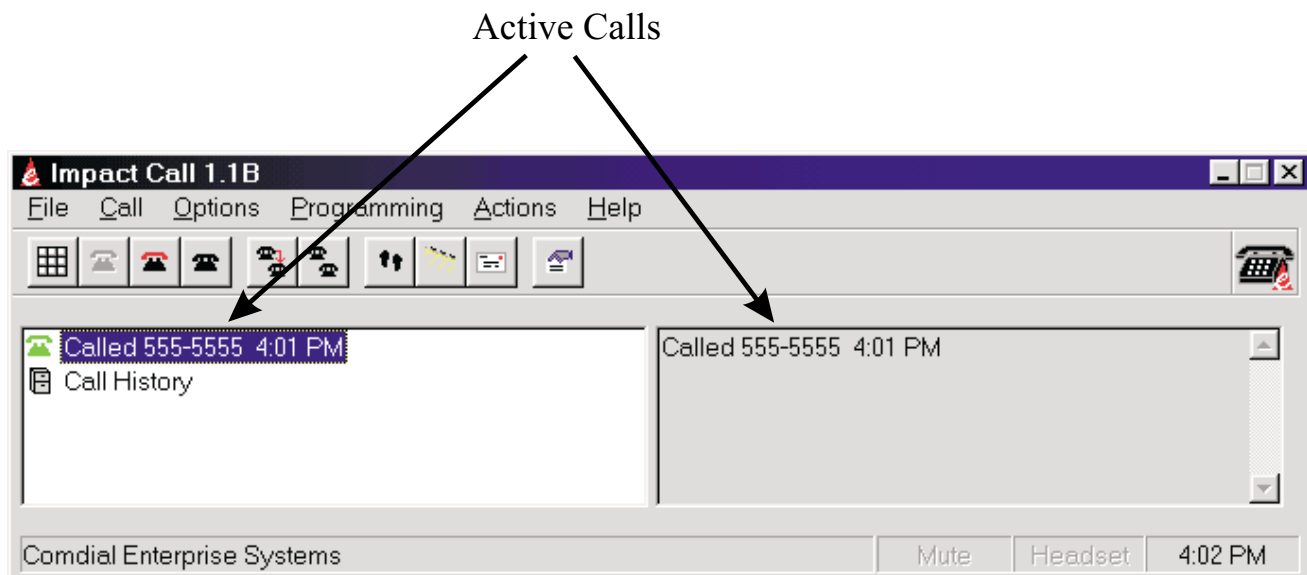 Active Calls
Impact Call 1.1B
File Call Options Programming Actions Help
Called 555-5555 4:01 PM
Call History
Called 555-5555 4:01 PM
Comdial Enterprise Systems Mute Headset 4:02 PM